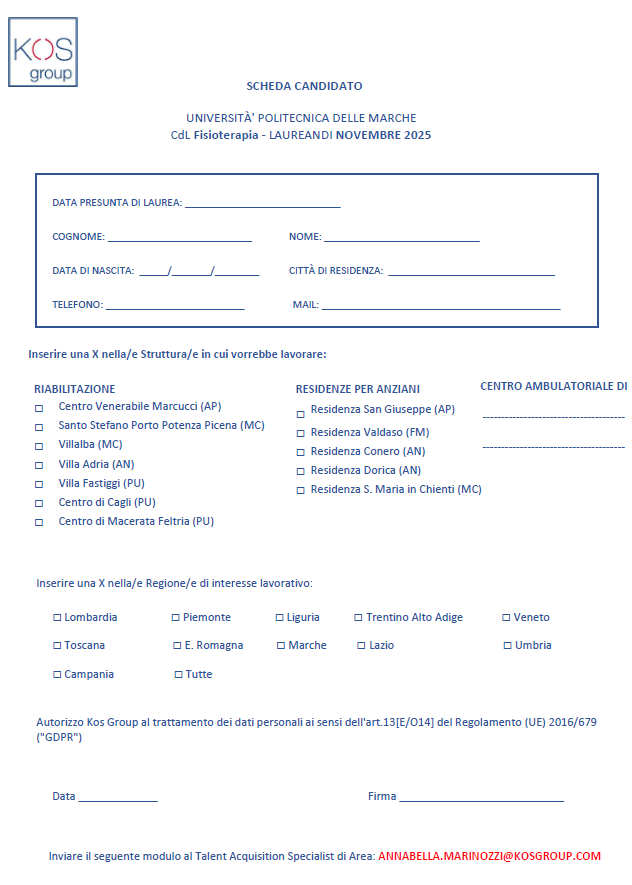 KOS
group
SCHEDA CANDIDATO
UNIVERSITÀ' POLITECNICA DELLE MARCHE
CdL Fisioterapia - LAUREANDI NOVEMBRE 2025
DATA PRESUNTA DI LAUREA: __________________________
COGNOME: ________________________ NOME: __________________________
DATA DI NASCITA: _____/_______/________ CITTÀ DI RESIDENZA: ____________________________
TELEFONO: ________________________ MAIL: ________________________________________
Inserire una X nella/e Struttura/e in cui vorrebbe lavorare:
RIABILITAZIONE
☐ Centro Venerabile Marcucci (AP)
☐ Santo Stefano Porto Potenza Picena (MC)
☐ Villalba (MC)
☐ Villa Adria (AN)
☐ Villa Fastiggi (PU)
☐ Centro di Cagli (PU)
☐ Centro di Macerata Feltria (PU)
RESIDENZE PER ANZIANI
☐ Residenza San Giuseppe (AP)
☐ Residenza Valdaso (FM)
☐ Residenza Conero (AN)
☐ Residenza Dorica (AN)
☐ Residenza S. Maria in Chienti (MC)
CENTRO AMBULATORIALE DI
--------------------------------------
--------------------------------------
Inserire una X nella/e Regione/e di interesse lavorativo:
☐ Lombardia ☐ Piemonte ☐ Liguria ☐ Trentino Alto Adige ☐ Veneto
☐ Toscana ☐ E. Romagna ☐ Marche ☐ Lazio ☐ Umbria
☐ Campania ☐ Tutte
Autorizzo Kos Group al trattamento dei dati personali ai sensi dell'art.13[E/O14] del Regolamento (UE) 2016/679
("GDPR")
Data _____________ Firma ___________________________
Inviare il seguente modulo al Talent Acquisition Specialist di Area: ANNABELLA.MARINOZZI@KOSGROUP.COM